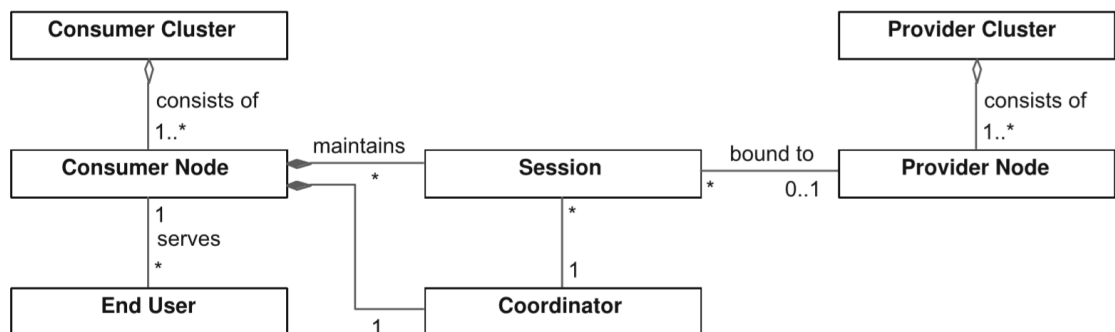 Consumer Cluster
Provider Cluster
consists of
1..*
consists of
1..*
Consumer Node
maintains
*
Session
bound to
*
0..1
Provider Node
1
serves
*
*
1
End User
1
Coordinator